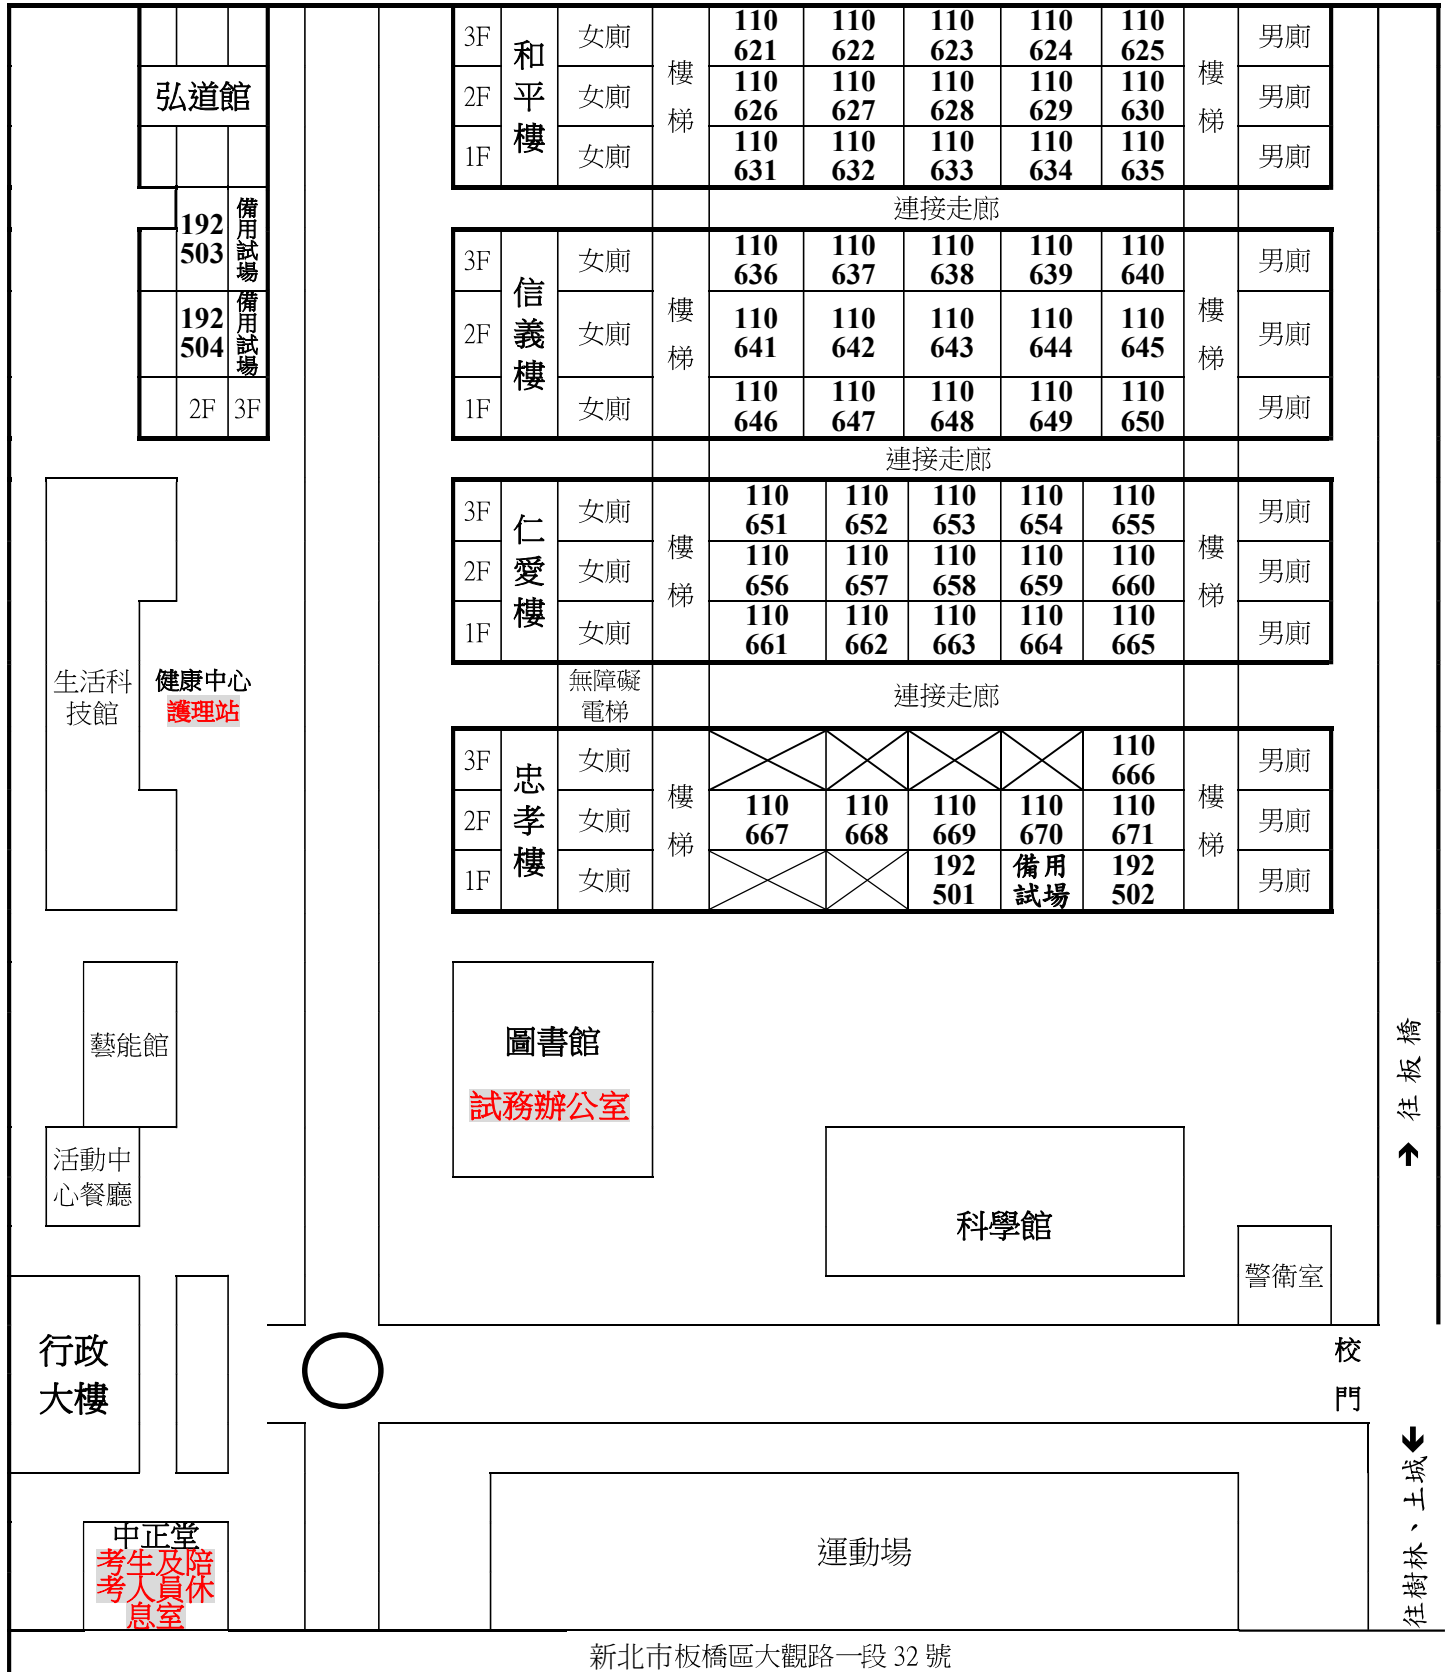 3F 和平樓 女廁 樓梯 110 621 110 622 110 623 110 624 110 625 樓梯 男廁
2F 女廁 110 626 110 627 110 628 110 629 110 630 男廁
1F 女廁 110 631 110 632 110 633 110 634 110 635 男廁
弘道館
192 503 備用試場
192 504 備用試場
2F 3F
連接走廊
3F 信義樓 女廁 樓梯 110 636 110 637 110 638 110 639 110 640 樓梯 男廁
2F 女廁 110 641 110 642 110 643 110 644 110 645 男廁
1F 女廁 110 646 110 647 110 648 110 649 110 650 男廁
連接走廊
3F 仁愛樓 女廁 樓梯 110 651 110 652 110 653 110 654 110 655 樓梯 男廁
2F 女廁 110 656 110 657 110 658 110 659 110 660 男廁
1F 女廁 110 661 110 662 110 663 110 664 110 665 男廁
生活科
技館
健康中心
護理站
無障礙
電梯
連接走廊
3F 忠孝樓 女廁 樓梯 110 666 樓梯 男廁
2F 女廁 110 667 110 668 110 669 110 670 110 671 男廁
1F 女廁 192 501 備用試場 192 502 男廁
藝能館
圖書館
試務辦公室
活動中
心餐廳
科學館
警衛室
↑往板橋
行政
大樓
校
門
往樹林、土城↓
中正堂
考生及陪
考人員休
息室
運動場
新北市板橋區大觀路一段 32 號